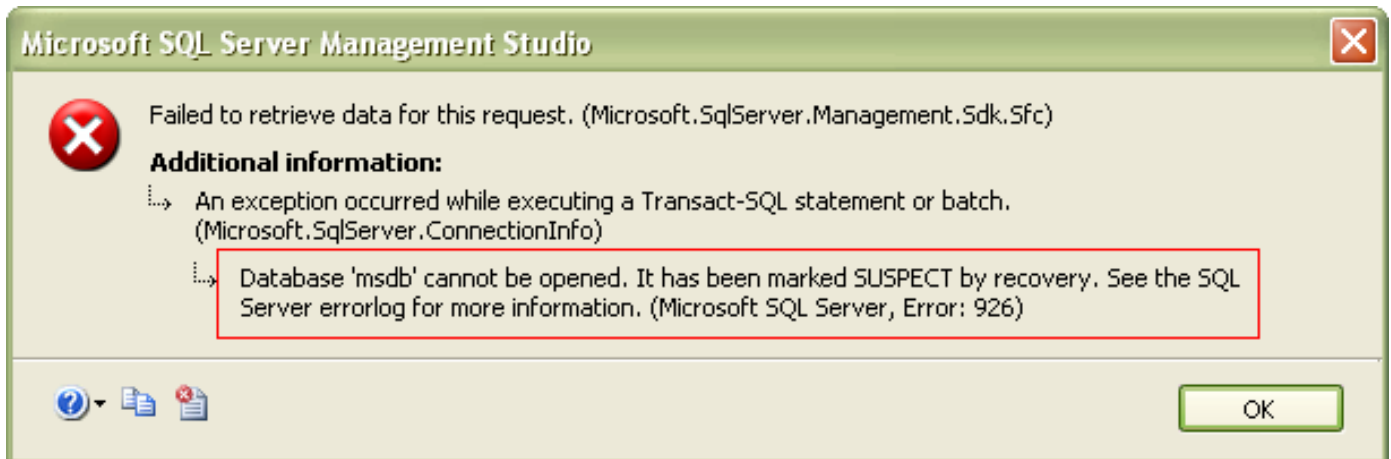 Microsoft SQL Server Management Studio
Failed to retrieve data for this request. (Microsoft.SqlServer.Management.Sdk.Sfc)
Additional information:
An exception occurred while executing a Transact-SQL statement or batch.
(Microsoft.SqlServer.ConnectionInfo)
Database 'msdb' cannot be opened. It has been marked SUSPECT by recovery. See the SQL
Server errorlog for more information. (Microsoft SQL Server, Error: 926)
OK